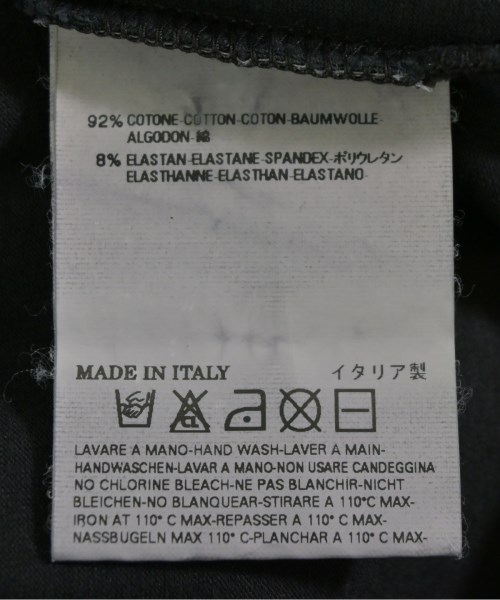 92% COTONE-COTTON-COTON-BAUMWOLLE-
ALGODON-綿
8% ELASTAN-ELASTANE-SPANDEX-ポリウレタン
ELASTHANNE-ELASTHAN-ELASTANO-
MADE IN ITALY イタリア製
LAVARE A MANO-HAND WASH-LAVER A MAIN-
HANDWASCHEN-LAVAR A MANO-NON USARE CANDEGGINA
NO CHLORINE BLEACH-NE PAS BLANCHIR-NICHT
BLEICHEN-NO BLANQUEAR-STIRARE A 110°C MAX-
IRON AT 110° C MAX-REPASSER A 110° C MAX-
NASSBUGELN MAX 110° C-PLANCHAR A 110° C MAX-